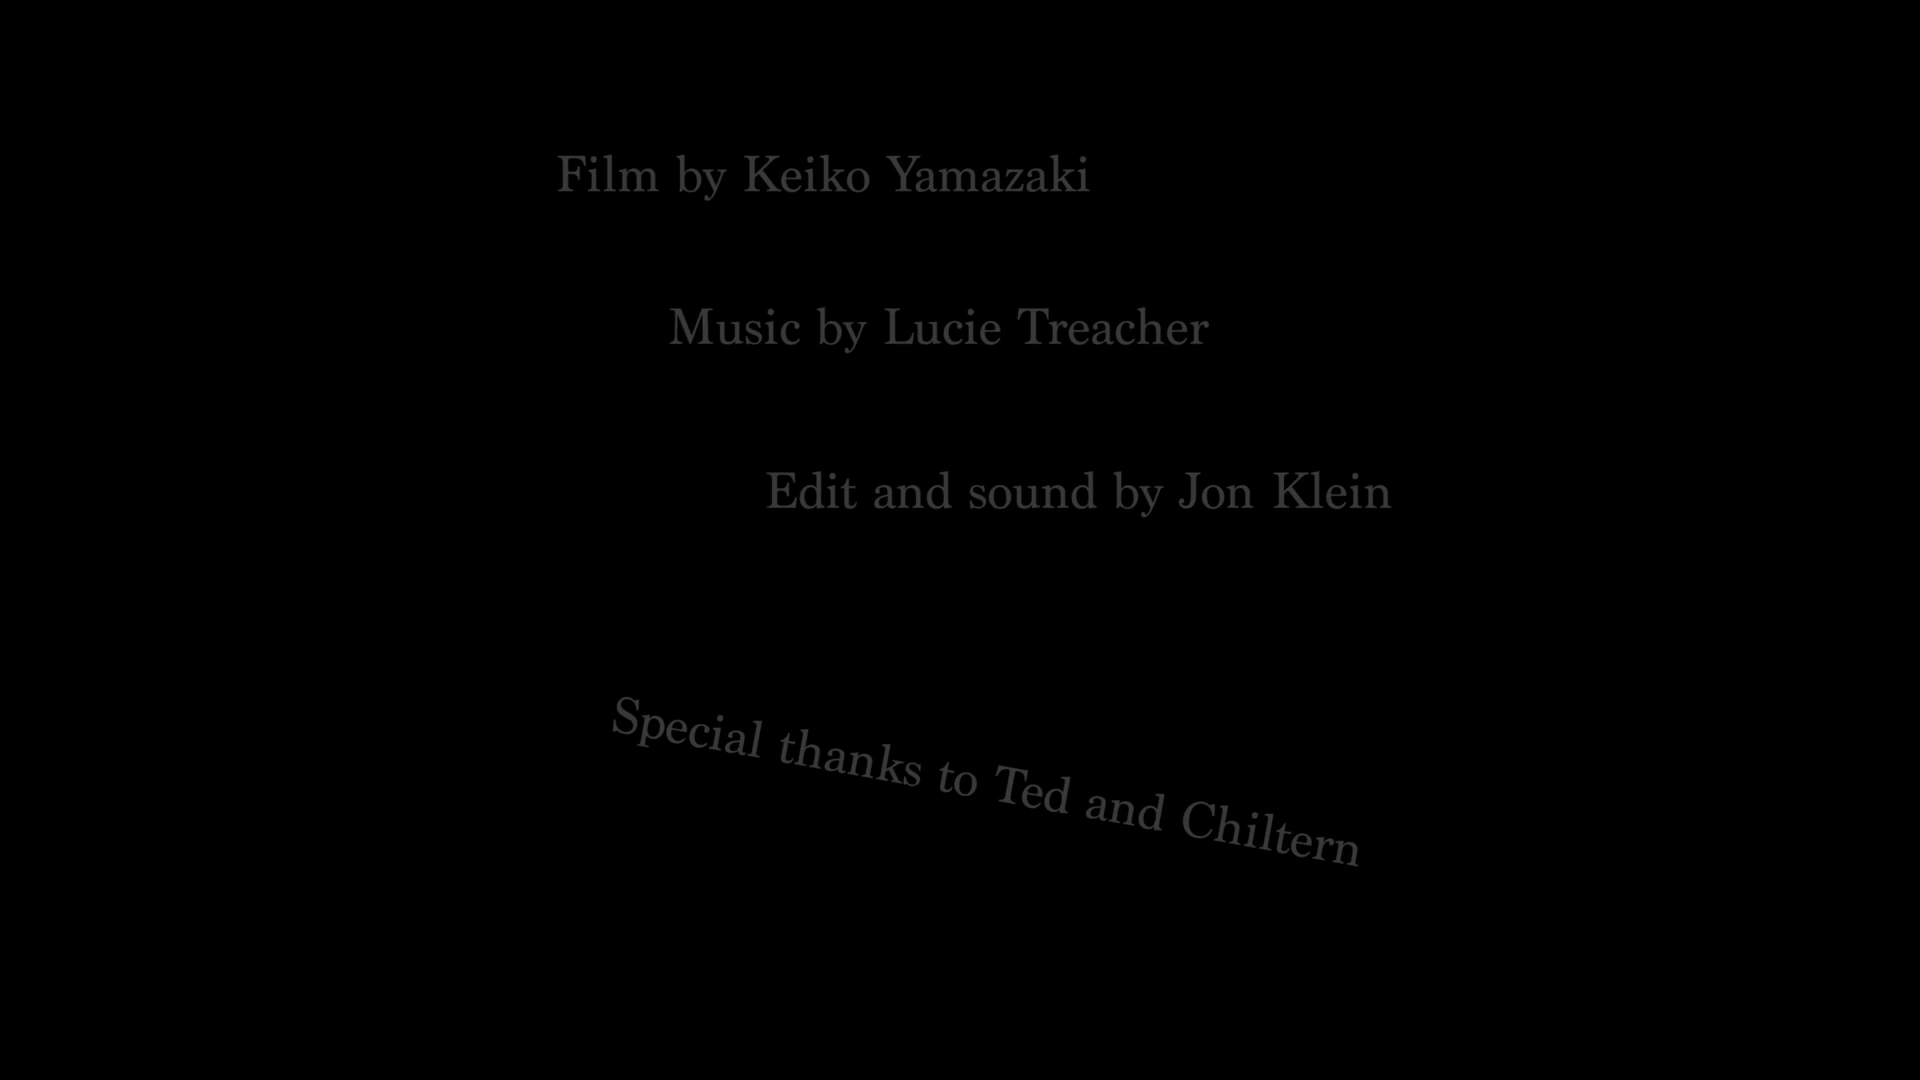 Film by Keiko Yamazaki
Music by Lucie Treacher
Edit and sound by Jon Klein
Special thanks to Ted and Chiltern